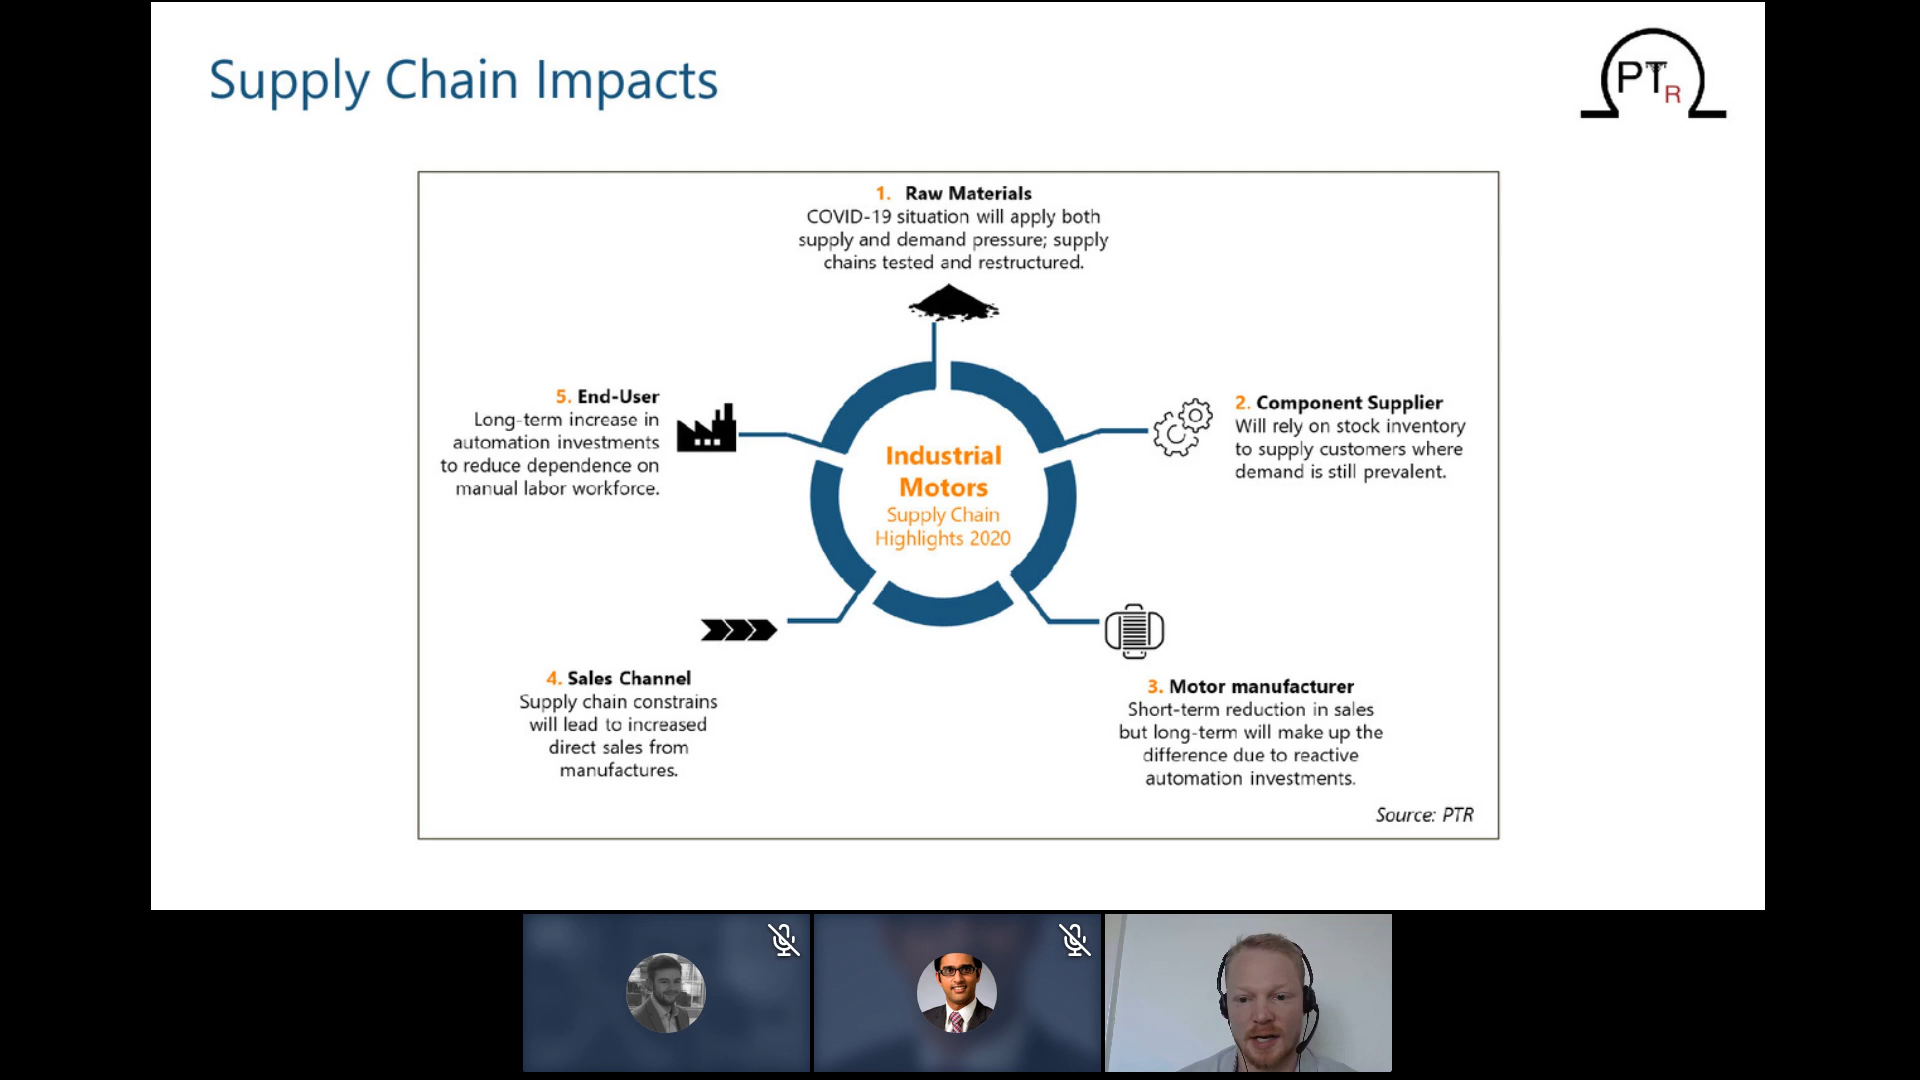 Supply Chain Impacts
PTR
1. Raw Materials
COVID-19 situation will apply both
supply and demand pressure; supply
chains tested and restructured.
2. Component Supplier
Will rely on stock inventory
to supply customers where
demand is still prevalent.
3. Motor manufacturer
Short-term reduction in sales
but long-term will make up the
difference due to reactive
automation investments.
4. Sales Channel
Supply chain constrains
will lead to increased
direct sales from
manufactures.
5. End-User
Long-term increase in
automation investments
to reduce dependence on
manual labor workforce.
Industrial
Motors
Supply Chain
Highlights 2020
Source: PTR